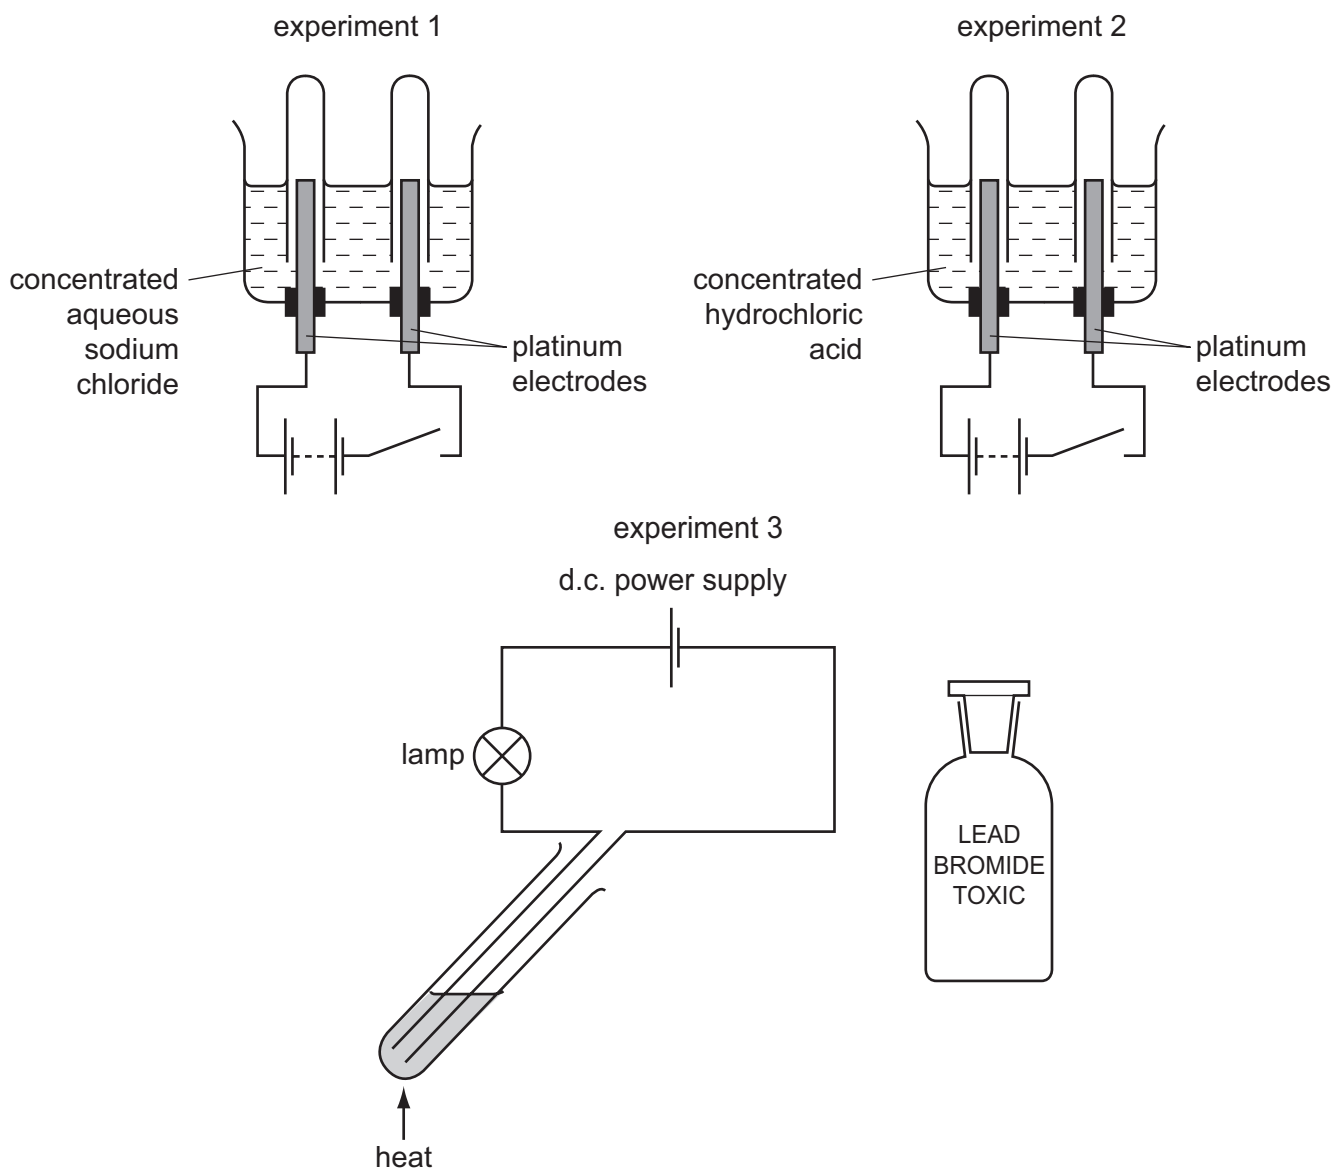 experiment 1
concentrated
aqueous
sodium
chloride
platinum
electrodes
experiment 2
concentrated
hydrochloric
acid
platinum
electrodes
experiment 3
d.c. power supply
lamp
heat
LEAD
BROMIDE
TOXIC